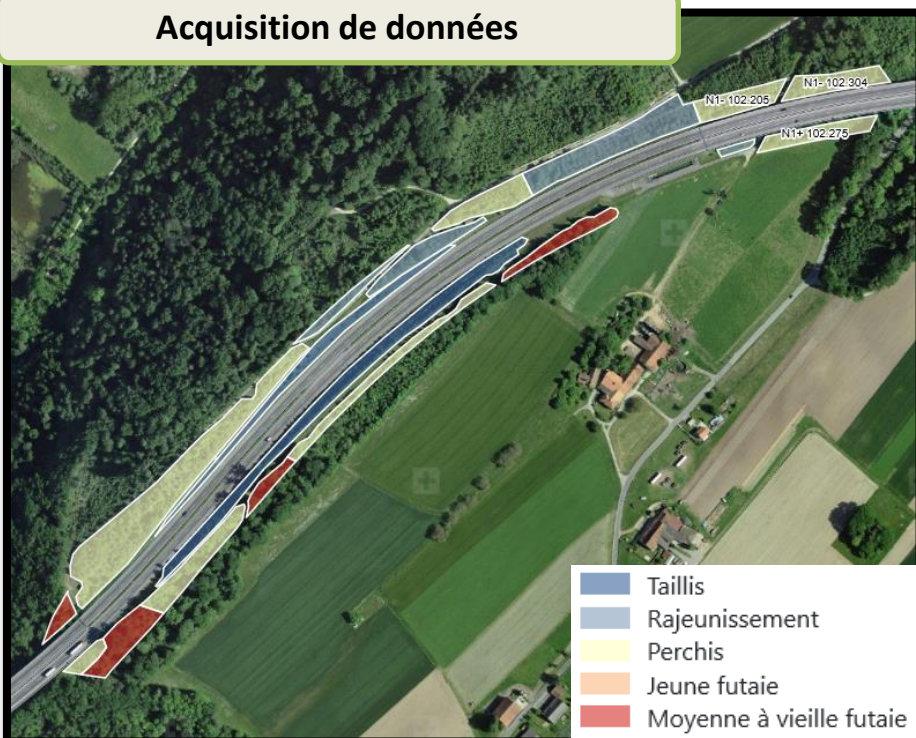 Acquisition de données
N1- 102.304
N1- 102.205
N1+ 102.275
Taillis
Rajeunissement
Perchis
Jeune futaie
Moyenne à vieille futaie